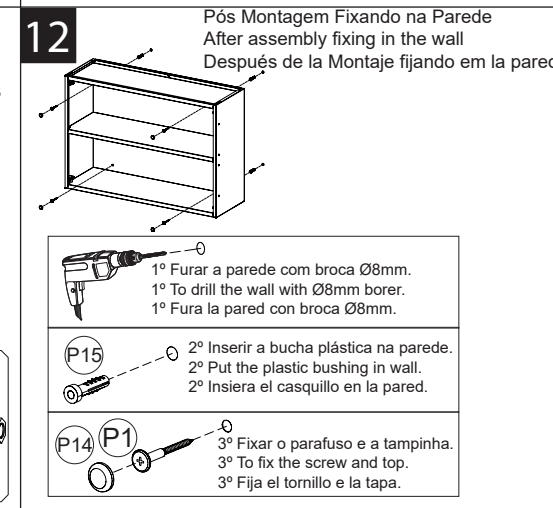 12
Pós Montagem Fixando na Parede
After assembly fixing in the wall
Después de la Montaje fijando em la pared
1º Furar a parede com broca Ø8mm.
1º To drill the wall with Ø8mm borer.
1º Fura la pared con broca Ø8mm.
P15
2º Inserir a bucha plástica na parede.
2º Put the plastic bushing in wall.
2º Insiera el casquillo en la pared.
P14 P1
3º Fixar o parafuso e a tampinha.
3º To fix the screw and top.
3º Fija el tornillo e la tapa.